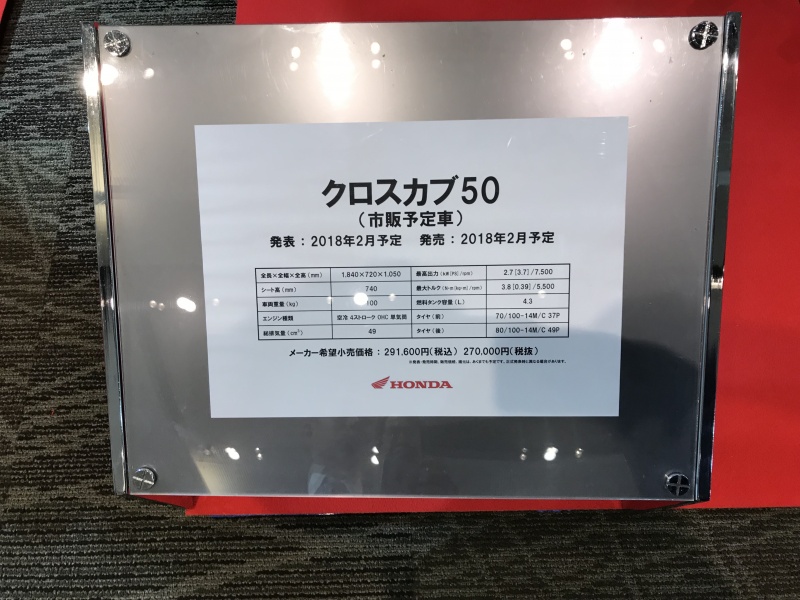 クロスカブ50
（市販予定車）
発表：2018年2月予定　発売：2018年2月予定
全長×全幅×全高（mm） 1,840×720×1,050 最高出力（kW[PS]/rpm） 2.7[3.7]/7,500
シート高（mm） 740 最大トルク（N・m[kg・m]/rpm） 3.8[0.39]/5,500
車両重量（kg） 100 燃料タンク容量（L） 4.3
エンジン種類 空冷 4ストローク OHC 単気筒 タイヤ（前） 70/100-14M/C 37P
総排気量（cm³） 49 タイヤ（後） 80/100-14M/C 49P
メーカー希望小売価格：291,600円（税込） 270,000円（税抜）
HONDA